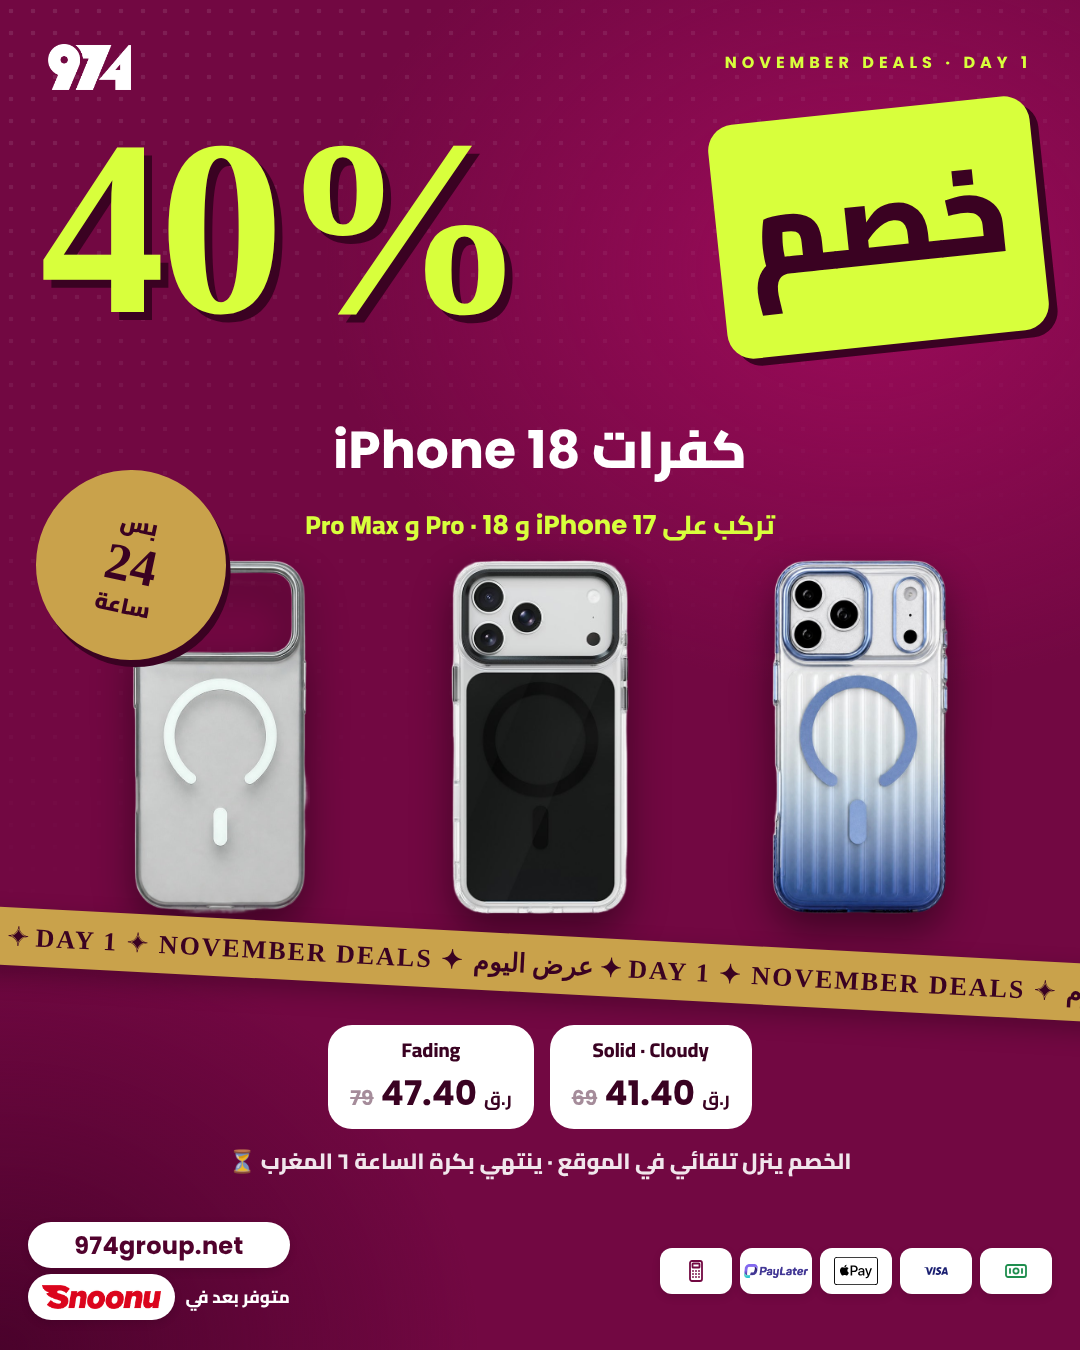 974
NOVEMBER DEALS · DAY 1
40%
خصم
كفرات iPhone 18
تركب على iPhone 17 و 18 · Pro و Pro Max
بس
24
ساعة
✦ DAY 1 ✦ NOVEMBER DEALS ✦ عرض اليوم ✦ DAY 1 ✦ NOVEMBER DEALS ✦
Fading
79 47.40 ر.ق
Solid · Cloudy
69 41.40 ر.ق
الخصم ينزل تلقائي في الموقع · ينتهي بكرة الساعة ٦ المغرب ⏳
974group.net
متوفر بعد في Snoonu
PayLater
Pay
VISA